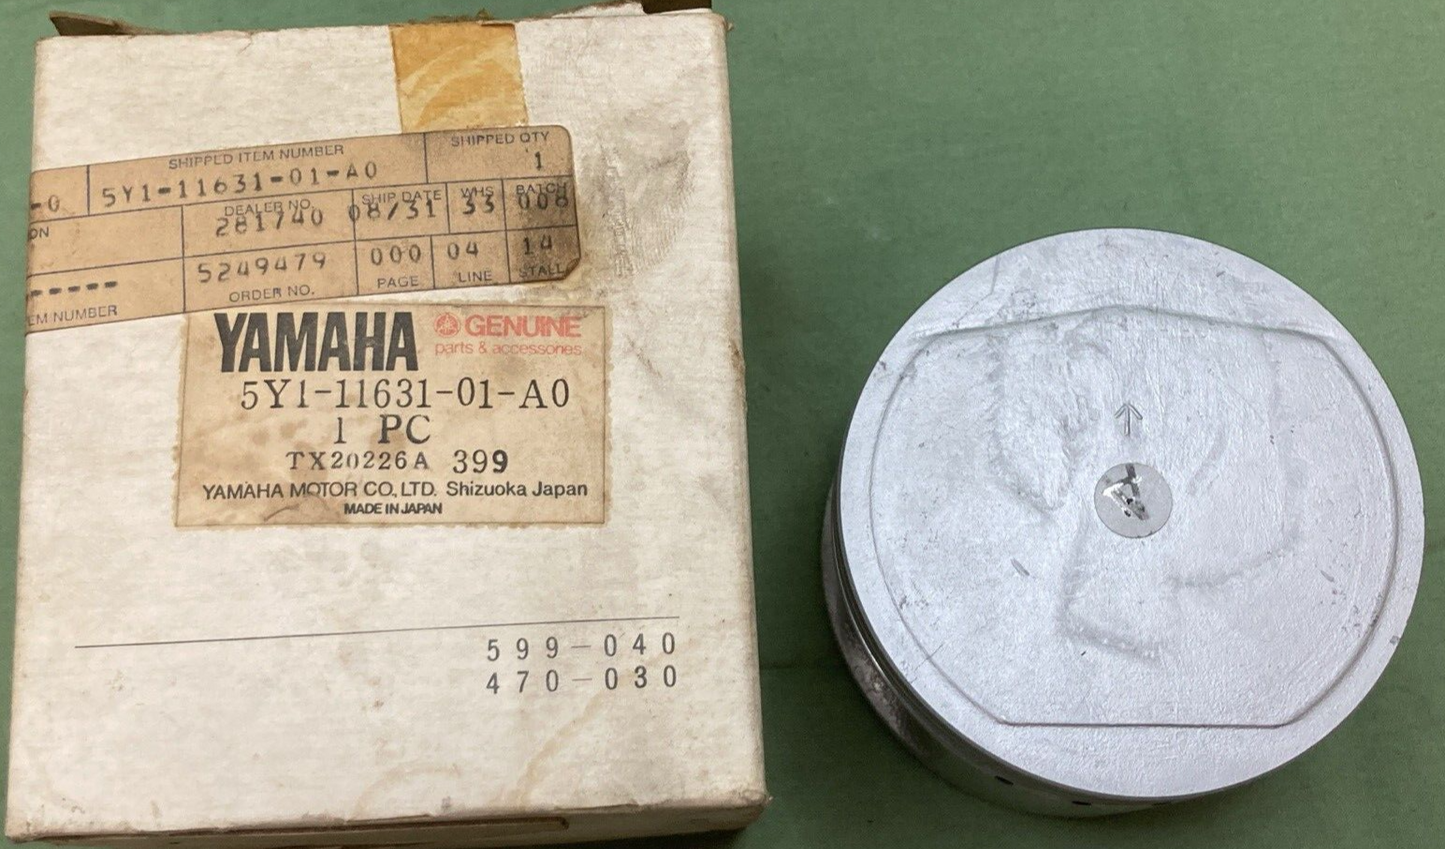 SHIPPED ITEM NUMBER SHIPPED QTY
-0 5Y1-11631-01-A0 1
DEALER NO. SHIP DATE WHS BATCH
ON 281740 08/31 33 008
----- 5249479 000 04 14
EM NUMBER ORDER NO. PAGE LINE STALL
YAMAHA GENUINE
parts & accessories
5Y1-11631-01-A0
1 PC
TX20226A 399
YAMAHA MOTOR CO., LTD. Shizuoka Japan
MADE IN JAPAN
599-040
470-030